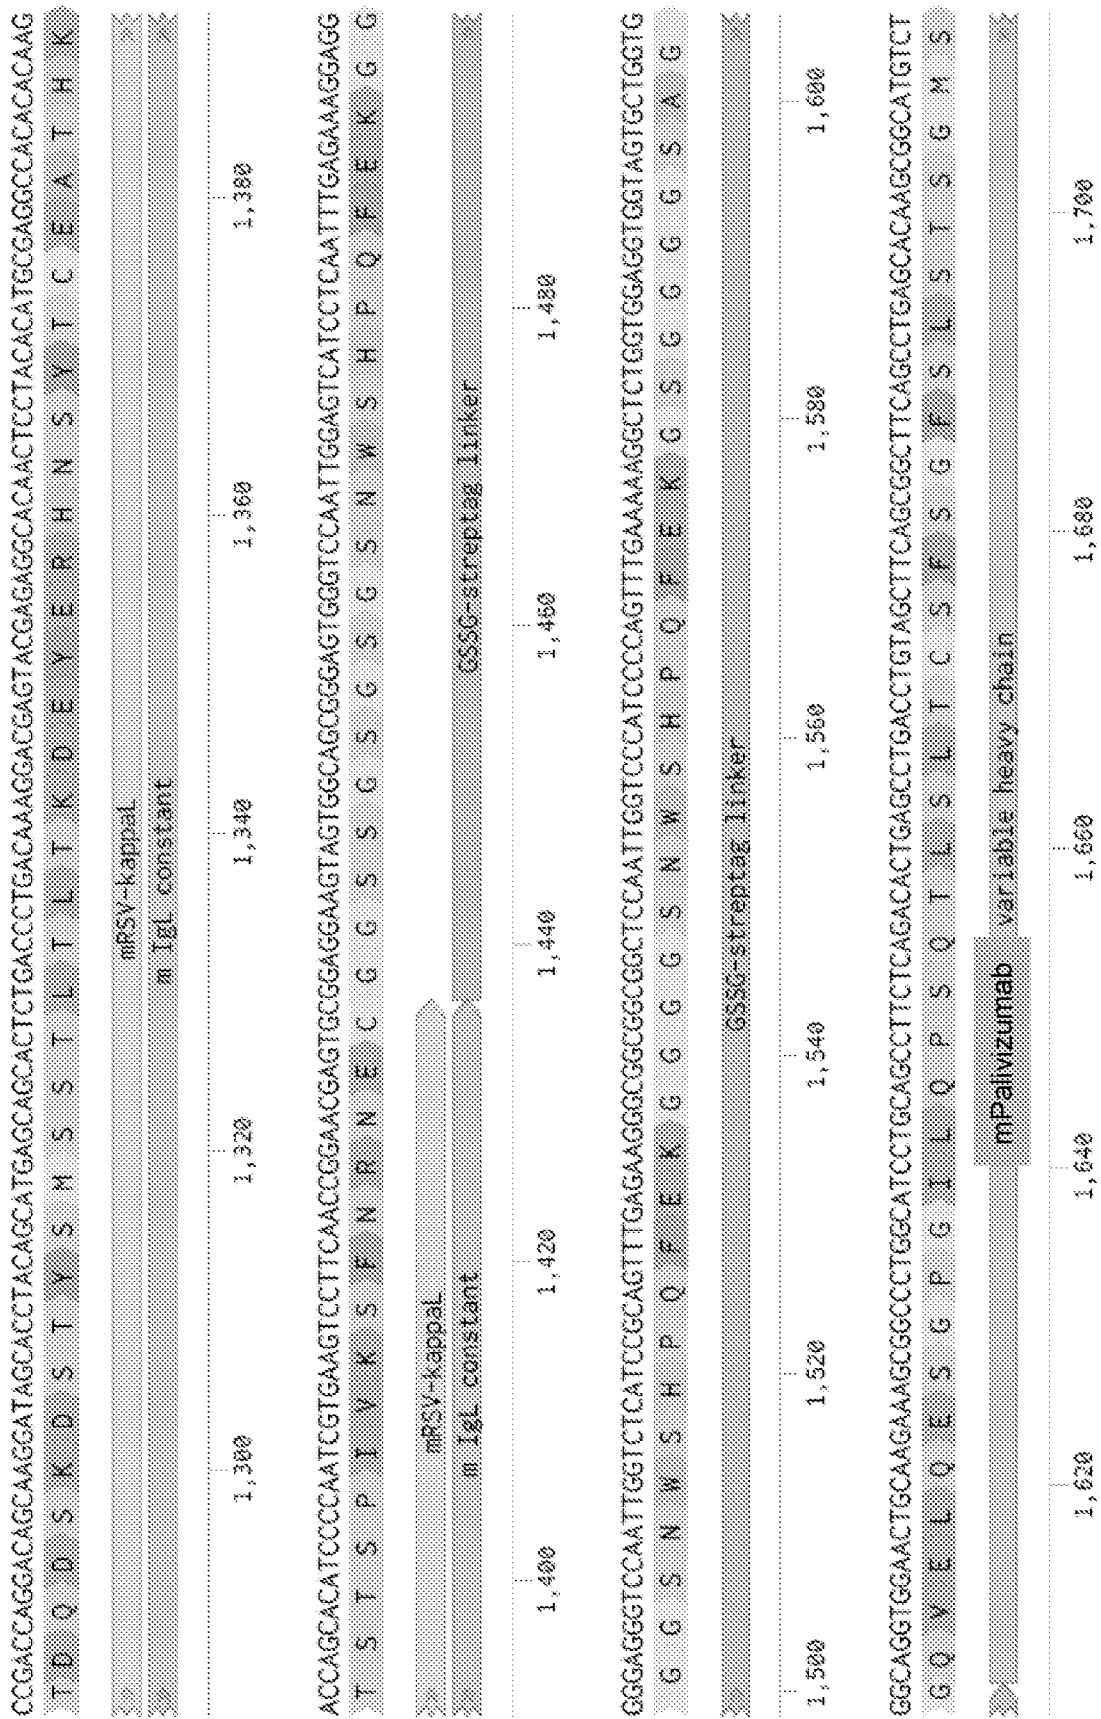 CCGACCAGGACAGCAAGGATAGCACCTACAGCATGAGCAGCACTCTGACCCTGACAAAGGACGAGTACGAGAGGCACAACTCCTACACATGCGAGGCCACACACAAG
T D Q D S K D S T Y S M S S T L T L T K D E Y E R H N S Y T C E A T H K
mRSV-kappaL
m IgL constant
1,300 1,320 1,340 1,360 1,380
ACCAGCACATCCCCAATCGTGAAGTCCTTCAACCGGAACGAGTGCGGAGGAAGTAGTGGCAGCGGGAGTGGGTCCAATTGGAGTCATCCTCAATTTGAGAAAGGAGG
T S T S P I V K S F N R N E C G G S S G S G S G S N W S H P Q F E K G G
mRSV-kappaL
m IgL constant GSSG-streptag linker
1,400 1,420 1,440 1,460 1,480
GGGAGGGTCCAATTGGTCTCATCCGCAGTTTGAGAAGGGCGGCGGCGGCTCCAATTGGTCCCATCCCCAGTTTGAAAAAGGCTCTGGTGGAGGTGGTAGTGCTGGTG
G G S N W S H P Q F E K G G G G S N W S H P Q F E K G S G G G G S A G
GSSG-streptag linker
1,500 1,520 1,540 1,560 1,580 1,600
GGCAGGTGGAACTGCAAGAAAGCGGCCCTGGCATCCTGCAGCCTTCTCAGACACTGAGCCTGACCTGTAGCTTCAGCGGCTTCAGCCTGAGCACAAGCGGCATGTCT
G Q V E L Q E S G P G I L Q P S Q T L S L T C S F S G F S L S T S G M S
mPalivizumab variable heavy chain
1,620 1,640 1,660 1,680 1,700